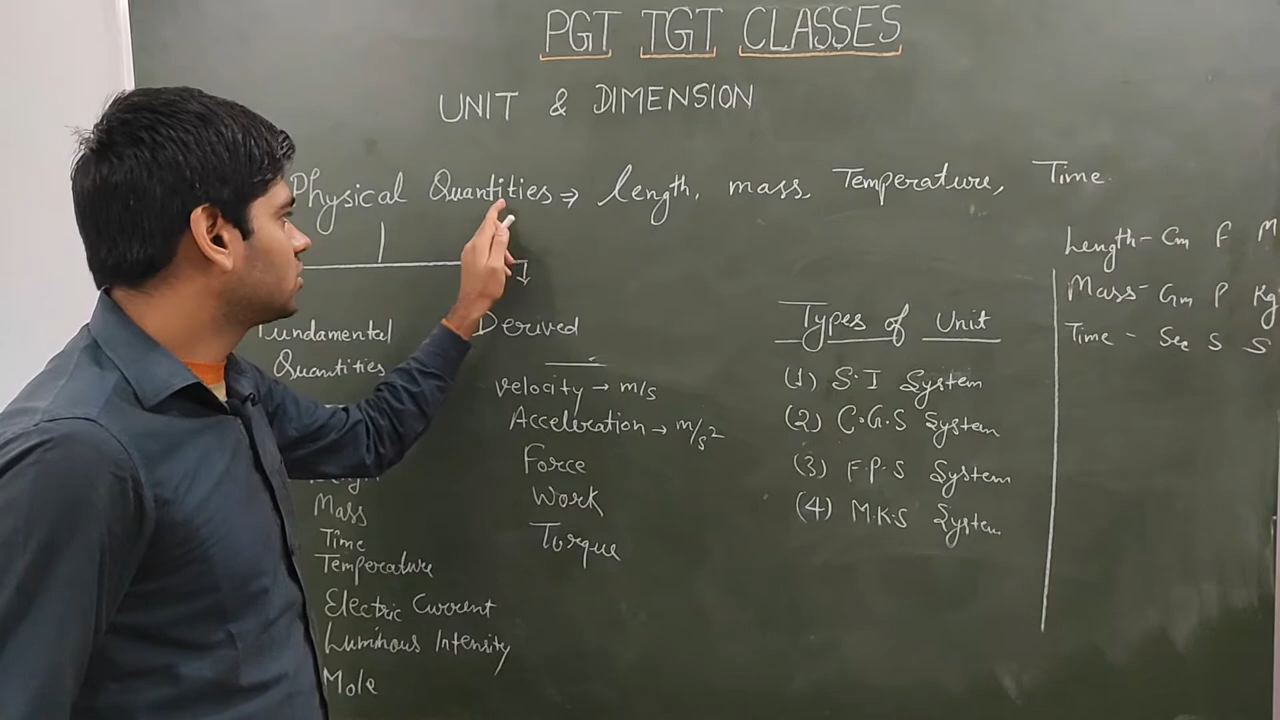 PGT TGT CLASSES
UNIT & DIMENSION
Physical Quantities ⇒ length, mass, Temperature, Time.
Fundamental
Quantities
Mass
Time
Temperature
Electric Current
Luminous Intensity
Mole
Derived
velocity → m/s
Acceleration → m/s²
Force
Work
Torque
Types of Unit
(1) S.I System
(2) C.G.S System
(3) F.P.S System
(4) M.K.S System
Length - Cm F M
Mass - Gm P Kg
Time - Sec S S